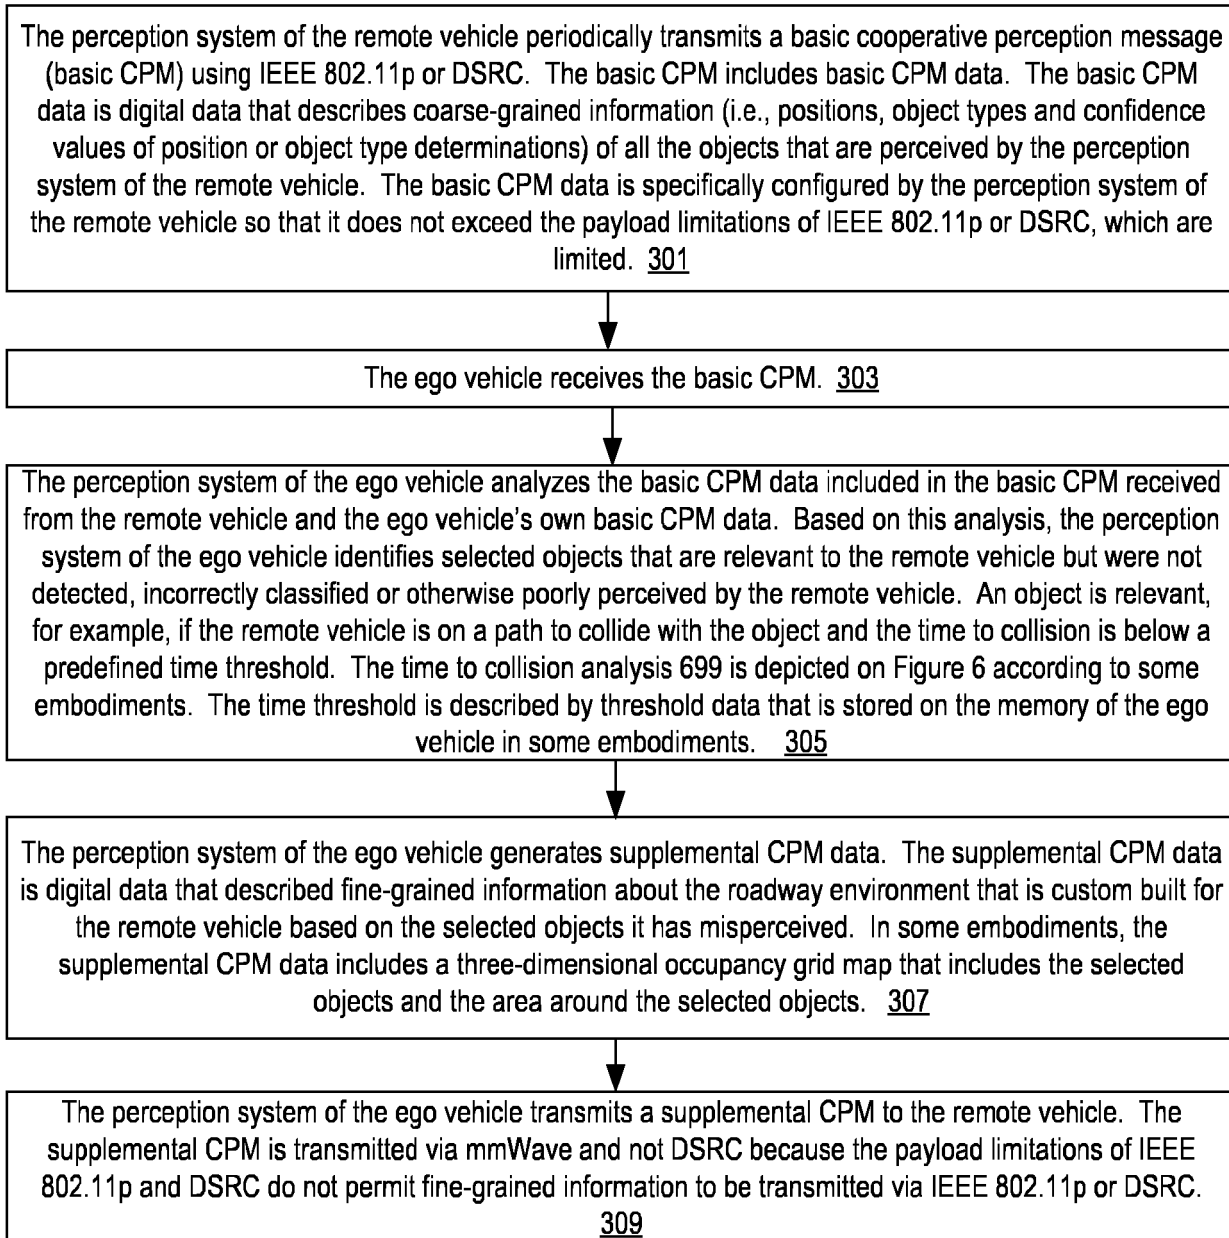 The perception system of the remote vehicle periodically transmits a basic cooperative perception message
(basic CPM) using IEEE 802.11p or DSRC.  The basic CPM includes basic CPM data.  The basic CPM
data is digital data that describes coarse-grained information (i.e., positions, object types and confidence
values of position or object type determinations) of all the objects that are perceived by the perception
system of the remote vehicle.  The basic CPM data is specifically configured by the perception system of
the remote vehicle so that it does not exceed the payload limitations of IEEE 802.11p or DSRC, which are
limited.  301
The ego vehicle receives the basic CPM.  303
The perception system of the ego vehicle analyzes the basic CPM data included in the basic CPM received
from the remote vehicle and the ego vehicle's own basic CPM data.  Based on this analysis, the perception
system of the ego vehicle identifies selected objects that are relevant to the remote vehicle but were not
detected, incorrectly classified or otherwise poorly perceived by the remote vehicle.  An object is relevant,
for example, if the remote vehicle is on a path to collide with the object and the time to collision is below a
predefined time threshold.  The time to collision analysis 699 is depicted on Figure 6 according to some
embodiments.  The time threshold is described by threshold data that is stored on the memory of the ego
vehicle in some embodiments.   305
The perception system of the ego vehicle generates supplemental CPM data.  The supplemental CPM data
is digital data that described fine-grained information about the roadway environment that is custom built for
the remote vehicle based on the selected objects it has misperceived.  In some embodiments, the
supplemental CPM data includes a three-dimensional occupancy grid map that includes the selected
objects and the area around the selected objects.   307
The perception system of the ego vehicle transmits a supplemental CPM to the remote vehicle.  The
supplemental CPM is transmitted via mmWave and not DSRC because the payload limitations of IEEE
802.11p and DSRC do not permit fine-grained information to be transmitted via IEEE 802.11p or DSRC.
309